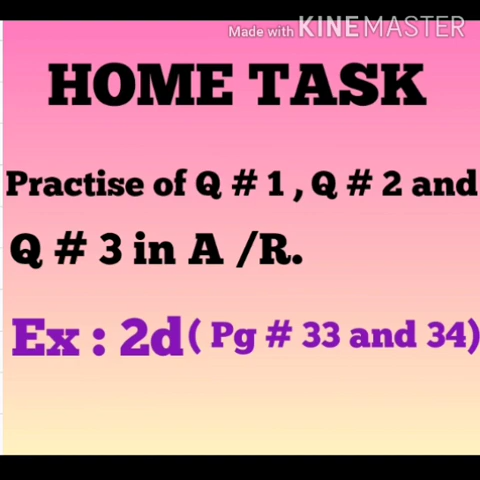 Made with KINEMASTER
HOME TASK
Practise of Q # 1 , Q # 2 and
Q # 3 in A /R.
Ex : 2d( Pg # 33 and 34)